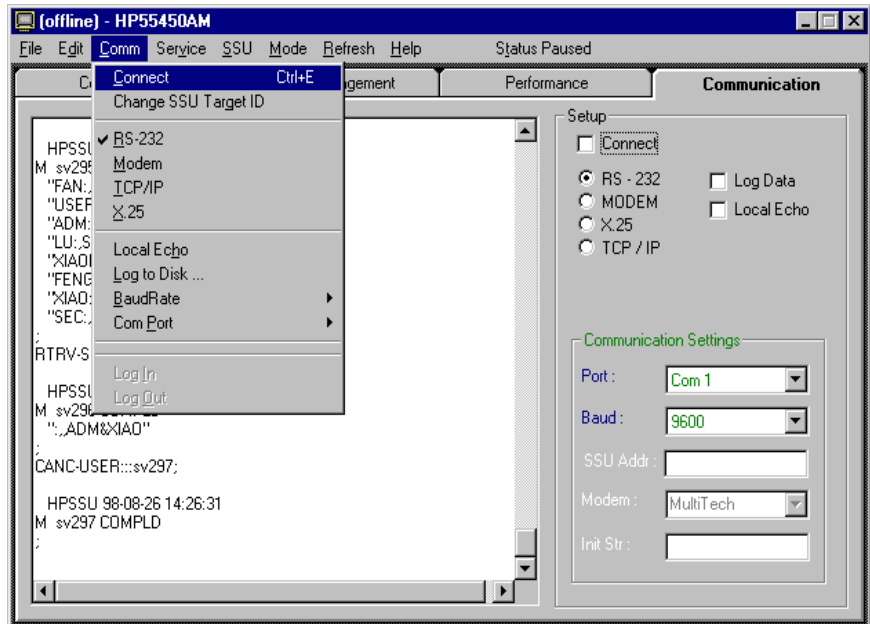 (offline) - HP55450AM
File Edit Comm Service SSU Mode Refresh Help Status Paused
Performance
Communication
Connect Ctrl+E
Change SSU Target ID
RS-232
Modem
TCP/IP
X.25
Local Echo
Log to Disk ...
BaudRate
Com Port
Log In
Log Out
HPSSU
M sv295
"FAN:,
"USER
"ADM:
"LU:,S
"FENG
"XIAO:
"SEC:,
;
RTRV-S
HPSSU
M sv296 COMPLD
":,,ADM&XIAO"
;
CANC-USER:::sv297;
HPSSU 98-08-26 14:26:31
M sv297 COMPLD
;
Setup
Connect
RS - 232
MODEM
X.25
TCP / IP
Log Data
Local Echo
Communication Settings
Port : Com 1
Baud : 9600
SSU Addr :
Modem : MultiTech
Init Str :